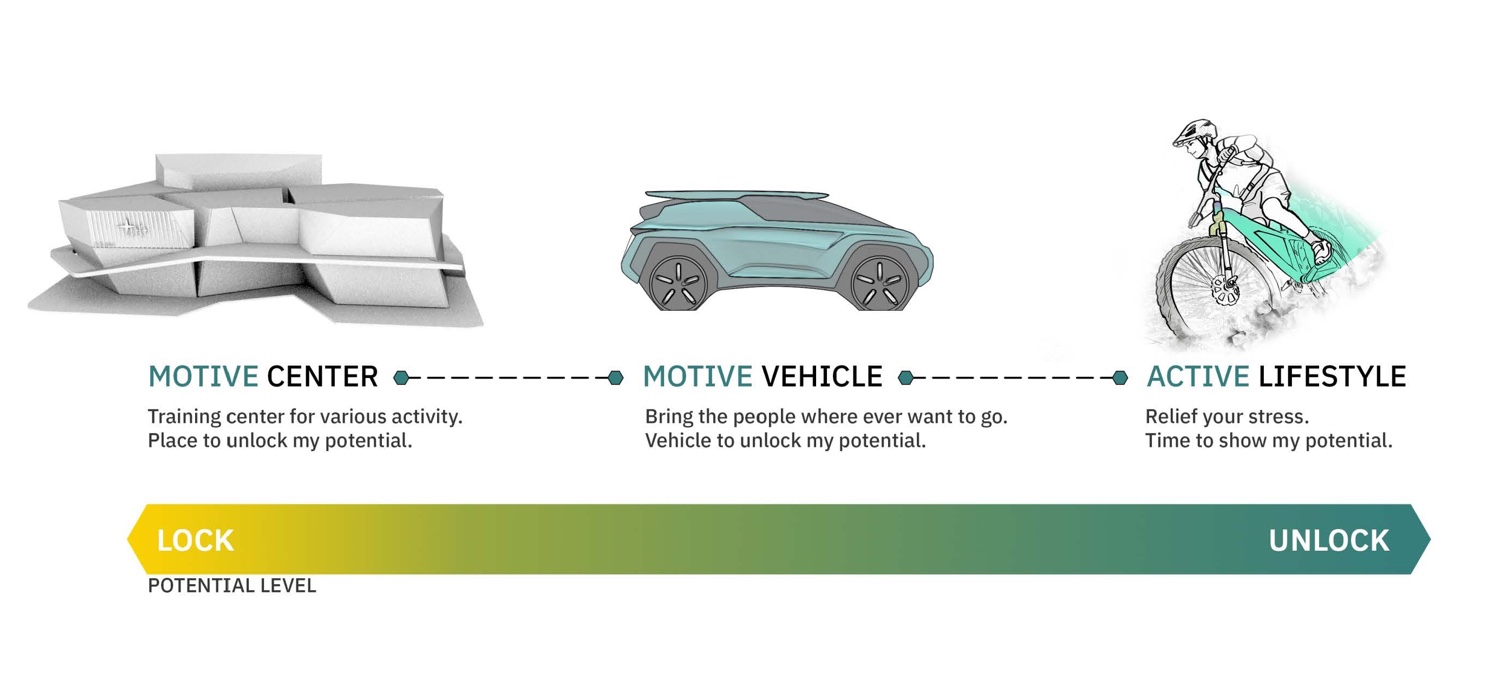 MOTIVE CENTER
Training center for various activity.
Place to unlock my potential.
MOTIVE VEHICLE
Bring the people where ever want to go.
Vehicle to unlock my potential.
ACTIVE LIFESTYLE
Relief your stress.
Time to show my potential.
LOCK
UNLOCK
POTENTIAL LEVEL